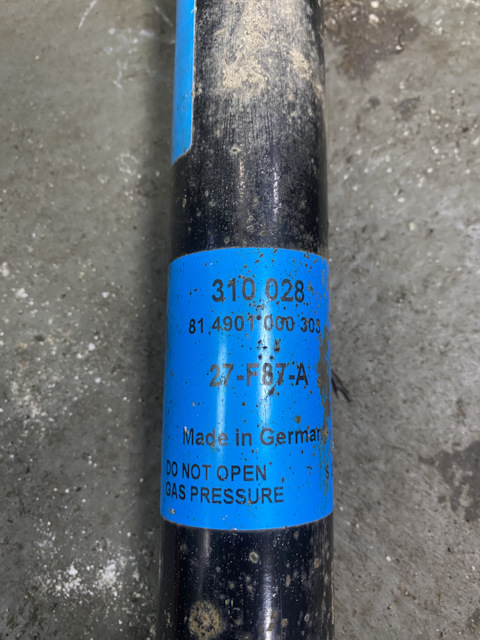 310 028
81 4901 000 303
27-F87-A
Made in German
DO NOT OPEN
GAS PRESSURE